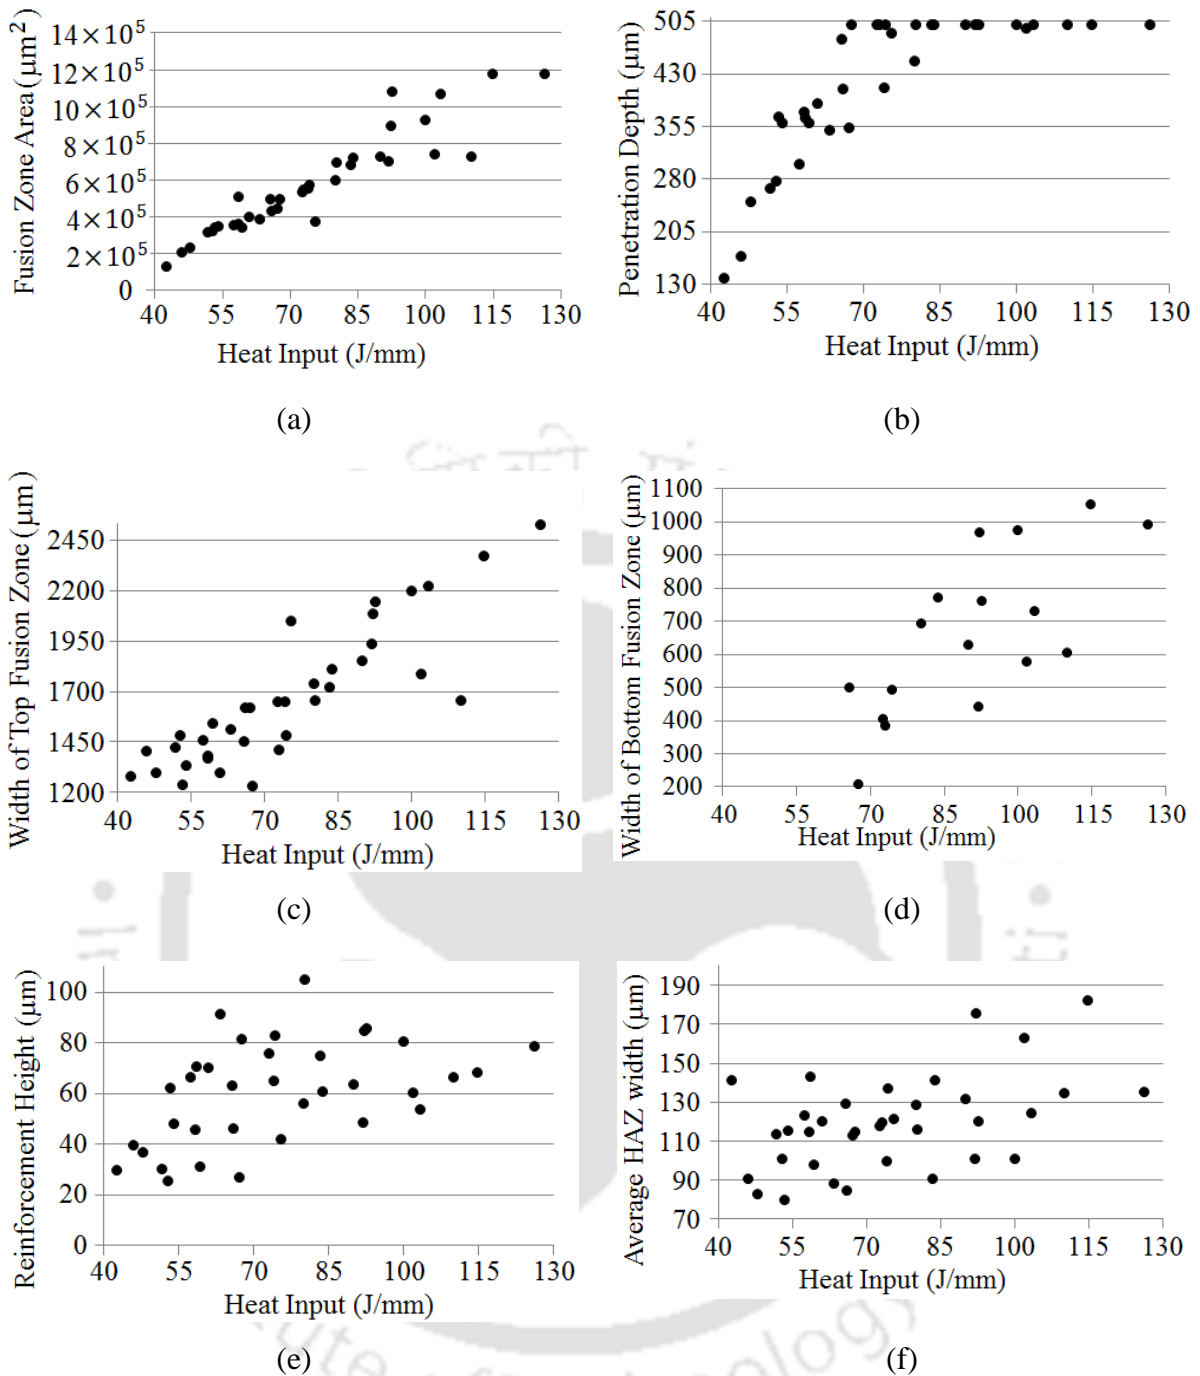 Fusion Zone Area (µm²)
14×10⁵
12×10⁵
10×10⁵
8×10⁵
6×10⁵
4×10⁵
2×10⁵
0
40 55 70 85 100 115 130
Heat Input (J/mm)
(a)
Penetration Depth (µm)
505
430
355
280
205
130
40 55 70 85 100 115 130
Heat Input (J/mm)
(b)
Width of Top Fusion Zone (µm)
2450
2200
1950
1700
1450
1200
40 55 70 85 100 115 130
Heat Input (J/mm)
(c)
Width of Bottom Fusion Zone (µm)
1100
1000
900
800
700
600
500
400
300
200
40 55 70 85 100 115 130
Heat Input (J/mm)
(d)
Reinforcement Height (µm)
100
80
60
40
20
0
40 55 70 85 100 115 130
Heat Input (J/mm)
(e)
Average HAZ width (µm)
190
170
150
130
110
90
70
40 55 70 85 100 115 130
Heat Input (J/mm)
(f)